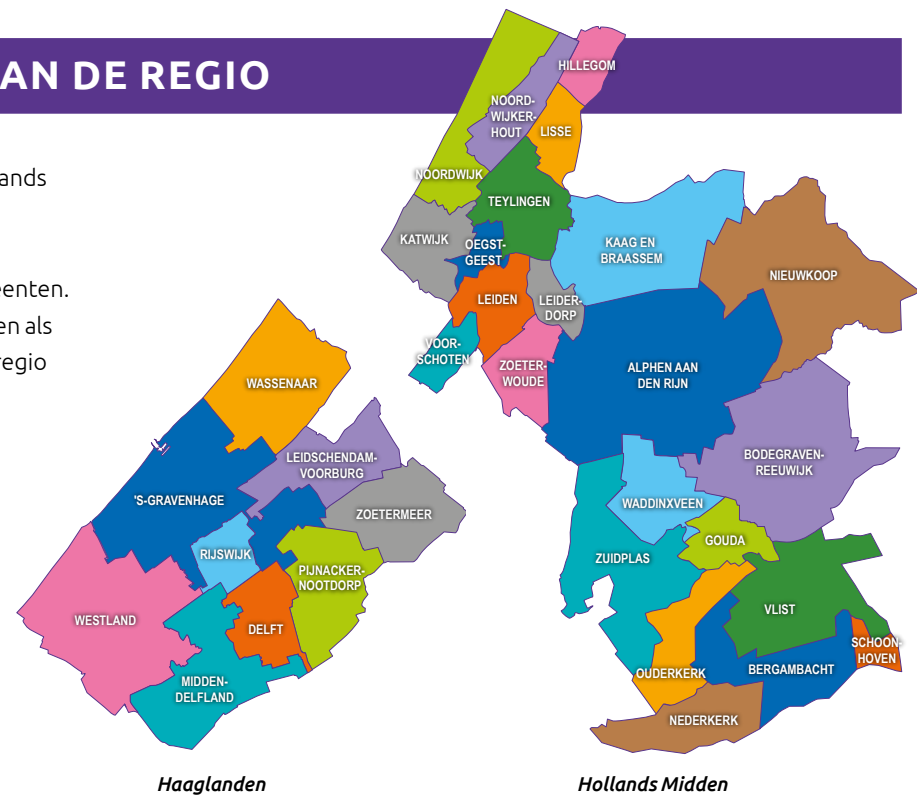 AN DE REGIO
ands
enten.
en als
egio
HILLEGOM
NOORD-
WIJKER-
HOUT
LISSE
NOORDWIJK
TEYLINGEN
KATWIJK
OEGST-
GEEST
KAAG EN
BRAASSEM
NIEUWKOOP
LEIDEN
LEIDER-
DORP
VOOR-
SCHOTEN
ZOETER-
WOUDE
ALPHEN AAN
DEN RIJN
BODEGRAVEN-
REEUWIJK
WADDINXVEEN
GOUDA
ZUIDPLAS
VLIST
SCHOON-
HOVEN
OUDERKERK
BERGAMBACHT
NEDERKERK
WASSENAAR
LEIDSCHENDAM-
VOORBURG
'S-GRAVENHAGE
ZOETERMEER
RIJSWIJK
PIJNACKER-
NOOTDORP
WESTLAND
DELFT
MIDDEN-
DELFLAND
Haaglanden
Hollands Midden